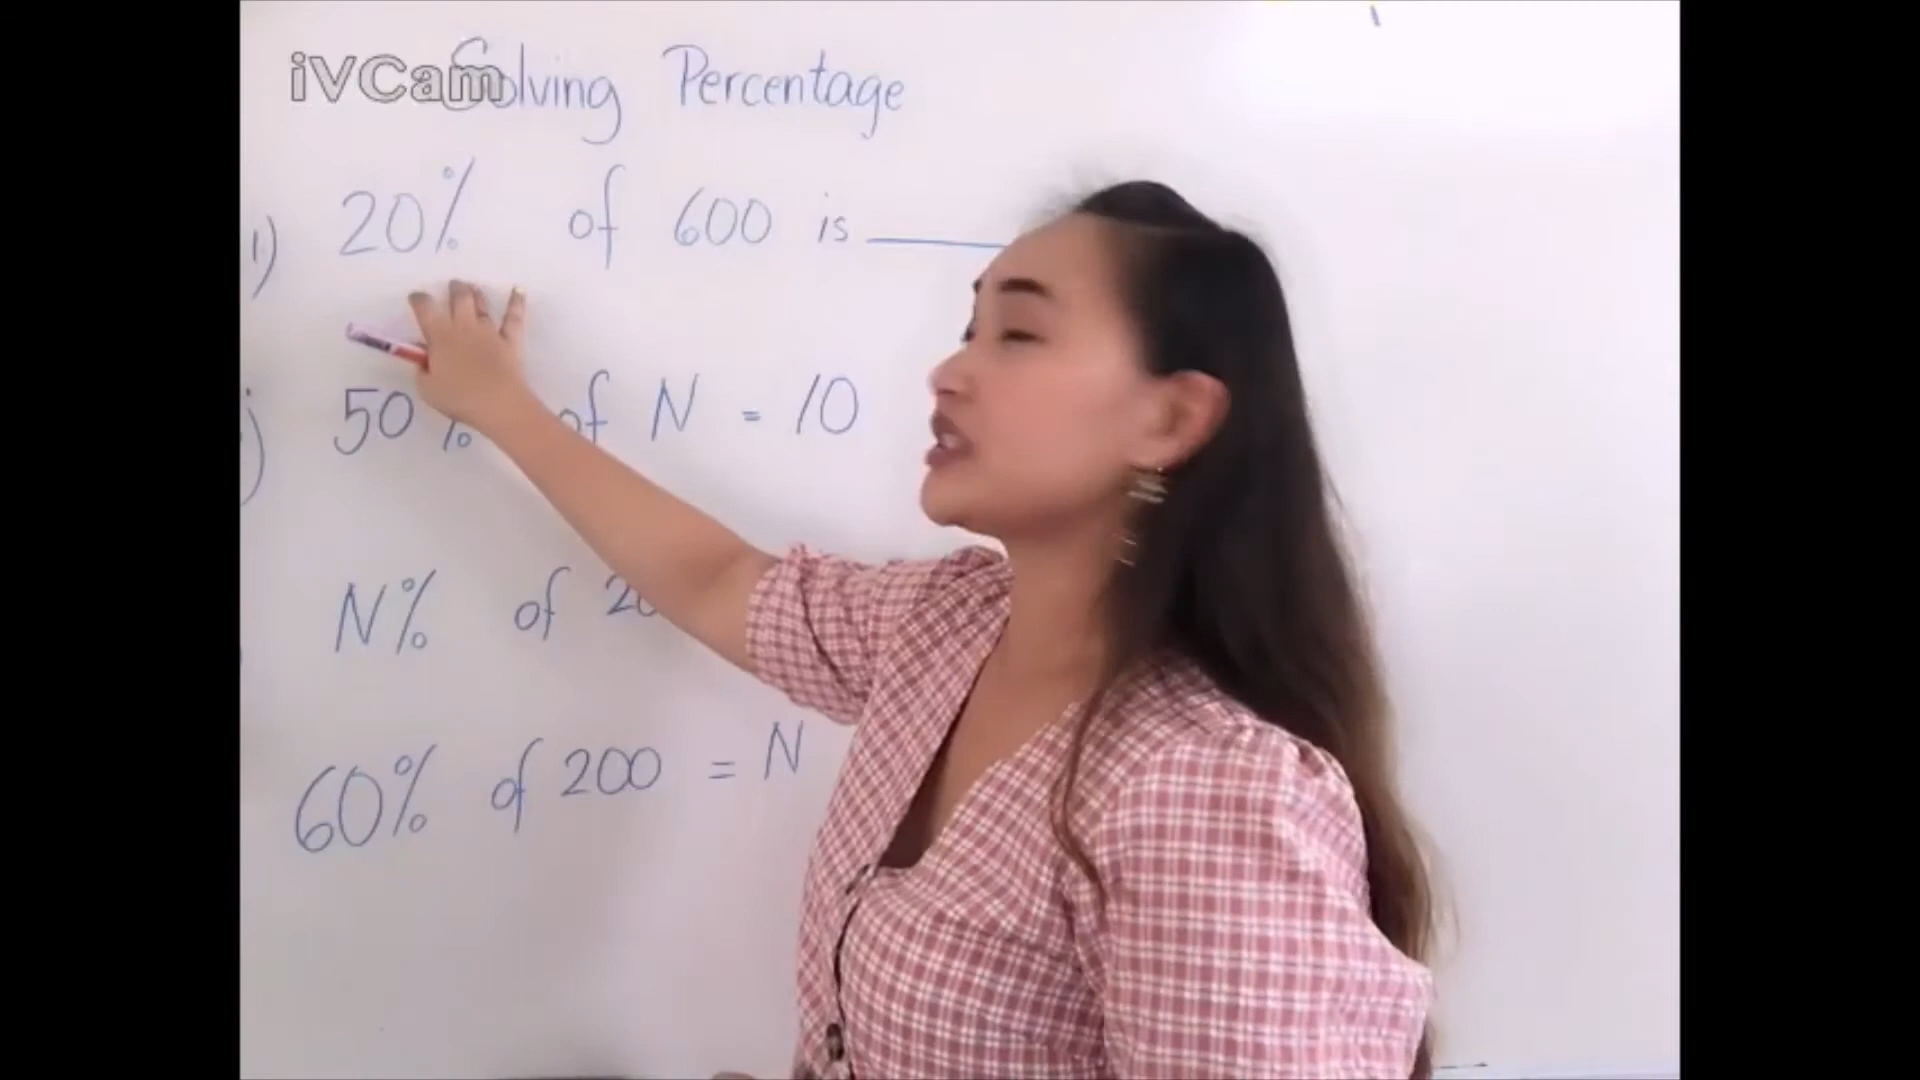 iVCam
Solving Percentage
1) 20% of 600 is
50% of N = 10
N% of
60% of 200 = N